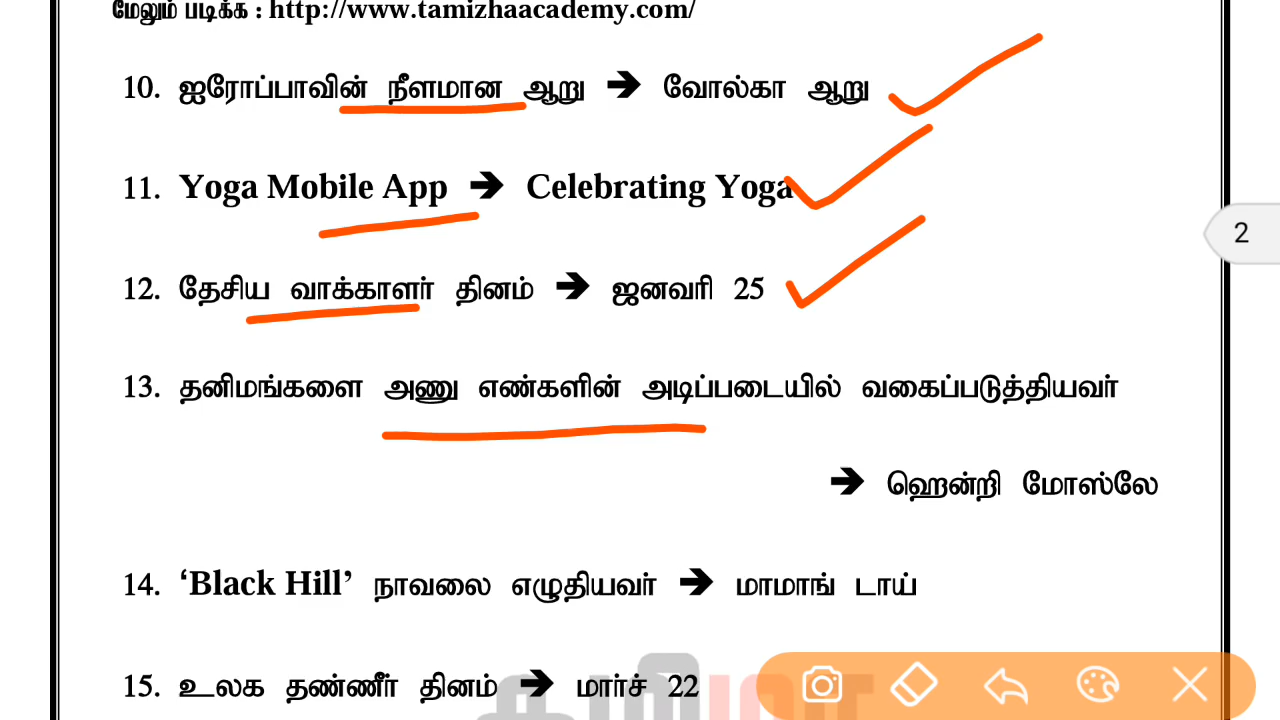 மேலும் படிக்க : http://www.tamizhaacademy.com/
10. ஐரோப்பாவின் நீளமான ஆறு ➔ வோல்கா ஆறு
11. Yoga Mobile App ➔ Celebrating Yoga
12. தேசிய வாக்காளர் தினம் ➔ ஜனவரி 25
2
13. தனிமங்களை அணு எண்களின் அடிப்படையில் வகைப்படுத்தியவர்
➔ ஹென்றி மோஸ்லே
14. ‘Black Hill’ நாவலை எழுதியவர் ➔ மாமாங் டாய்
15. உலக தண்ணீர் தினம் ➔ மார்ச் 22